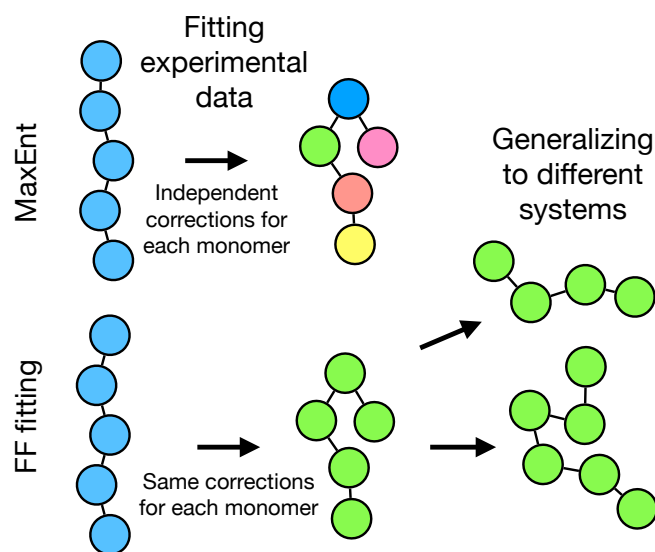 Fitting
experimental
data
MaxEnt
Independent
corrections for
each monomer
Generalizing
to different
systems
FF fitting
Same corrections
for each monomer